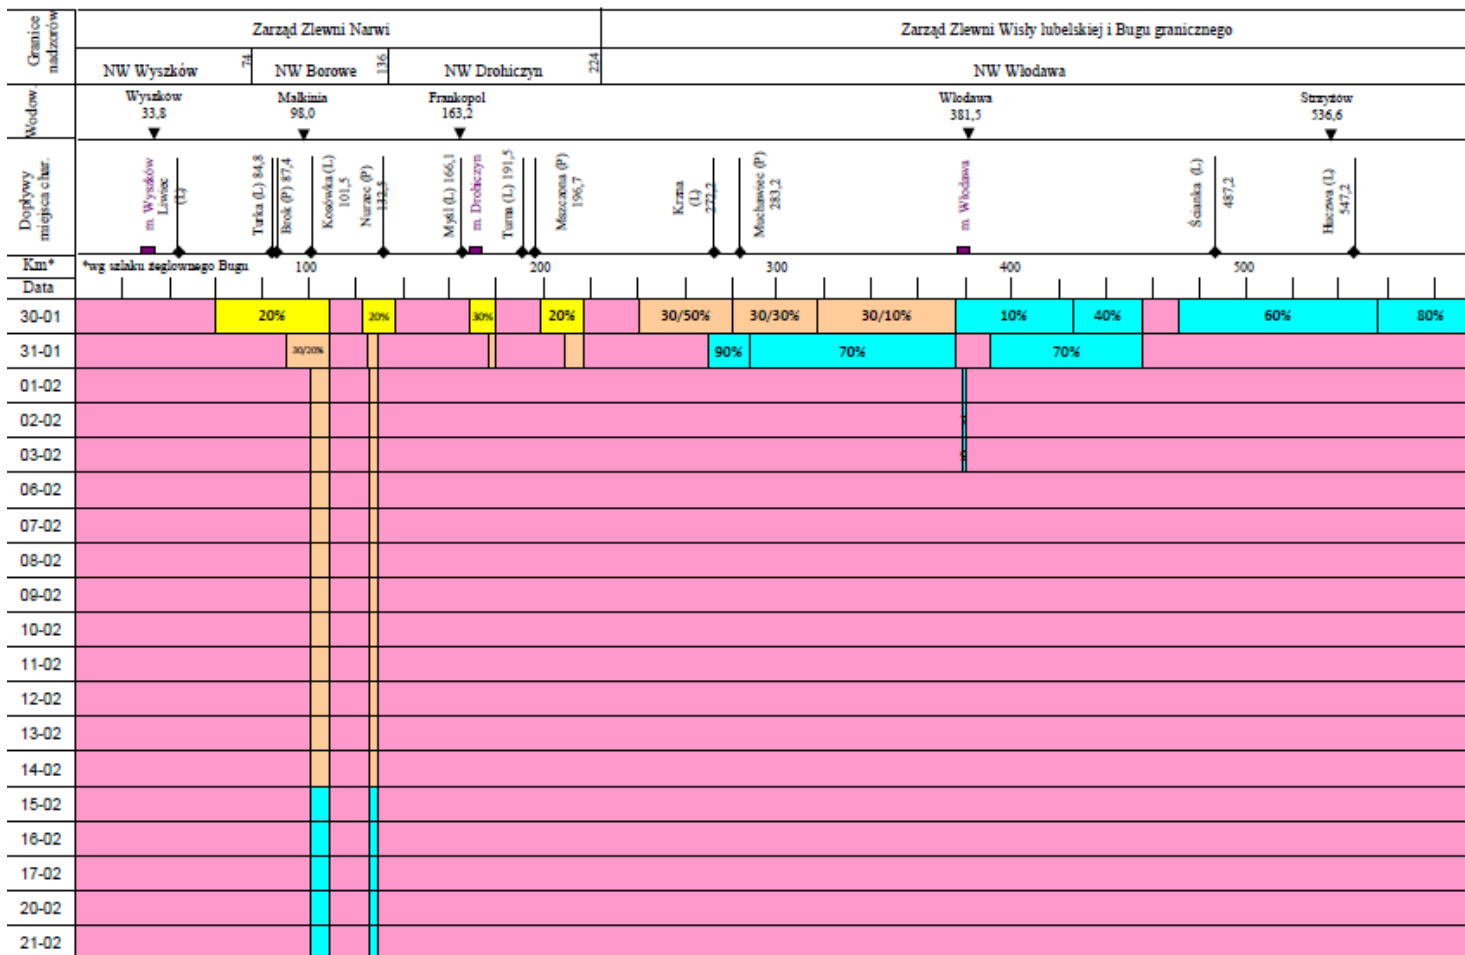 Granice nadzorów
Zarząd Zlewni Narwi
Zarząd Zlewni Wisły lubelskiej i Bugu granicznego
NW Wyszków
74
NW Borowe
136
NW Drohiczyn
224
NW Włodawa
Wodow.
Wyszków
33,8
Małkinia
98,0
Frankopol
163,2
Włodawa
381,5
Strzyżów
536,6
Dopływy
miejsca char.
m. Wyszków
Liwiec
(L)
Turka (L) 84,8
Brok (P) 87,4
Kosówka (L)
101,5
Nurzec (P)
132,5
Myśl (L) 166,1
m. Drohiczyn
Turna (L) 191,5
Mszczona (P)
196,7
Krzna
(L)
272,2
Muchawiec (P)
283,2
m. Włodawa
Ścianka (L)
487,2
Huczwa (L)
547,2
Km*
*wg szlaku żeglownego Bugu
100
200
300
400
500
Data
30-01
20%
20%
30%
20%
30/50%
30/30%
30/10%
10%
40%
60%
80%
31-01
30/20%
90%
70%
70%
01-02
02-02
03-02
06-02
07-02
08-02
09-02
10-02
11-02
12-02
13-02
14-02
15-02
16-02
17-02
20-02
21-02